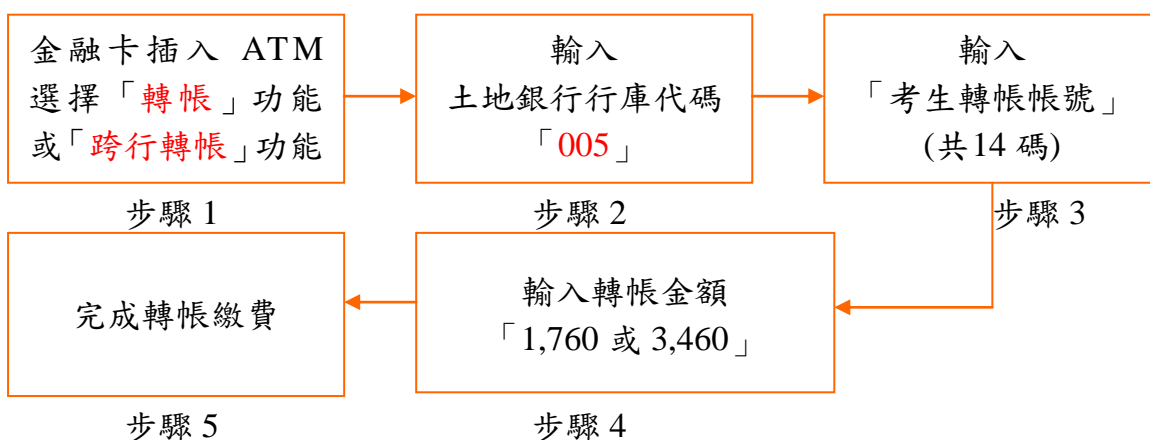 金融卡插入 ATM
選擇「轉帳」功能
或「跨行轉帳」功能
步驟 1
輸入
土地銀行行庫代碼
「005」
步驟 2
輸入
「考生轉帳帳號」
(共14 碼)
步驟 3
輸入轉帳金額
「1,760 或 3,460」
步驟 4
完成轉帳繳費
步驟 5